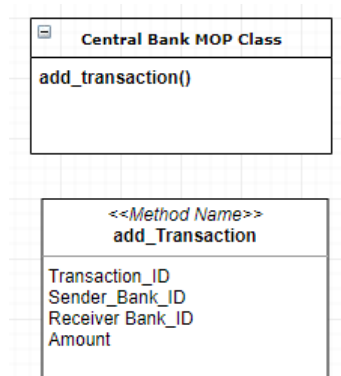 Central Bank MOP Class
add_transaction()
<<Method Name>>
add_Transaction
Transaction_ID
Sender_Bank_ID
Receiver Bank_ID
Amount